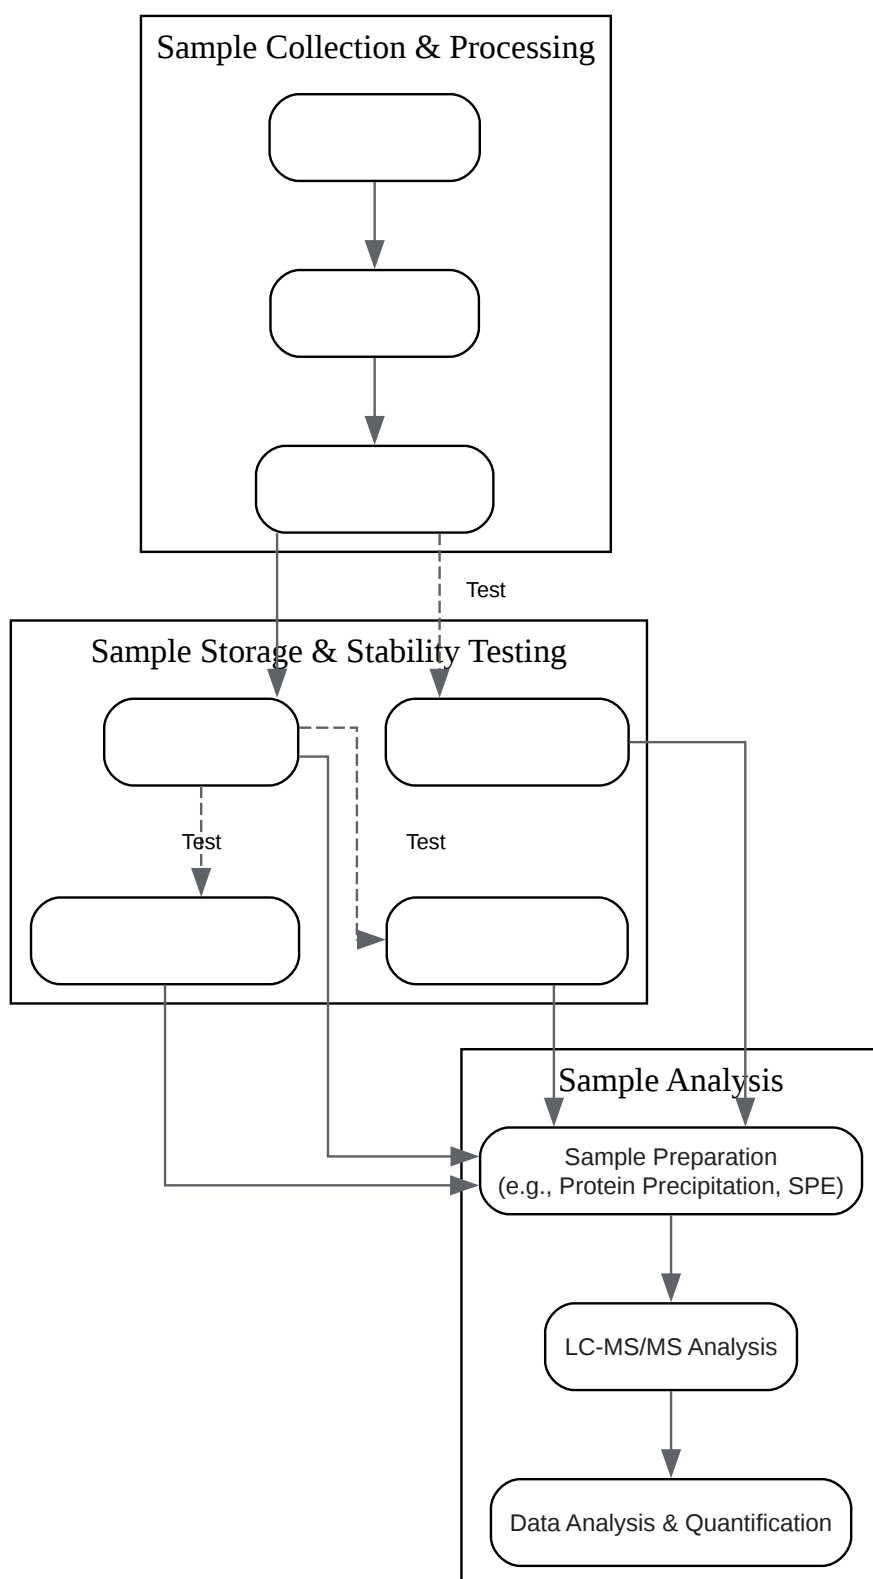 Sample Collection & Processing
Test
Sample Storage & Stability Testing
Test
Test
Sample Analysis
Sample Preparation
(e.g., Protein Precipitation, SPE)
LC-MS/MS Analysis
Data Analysis & Quantification